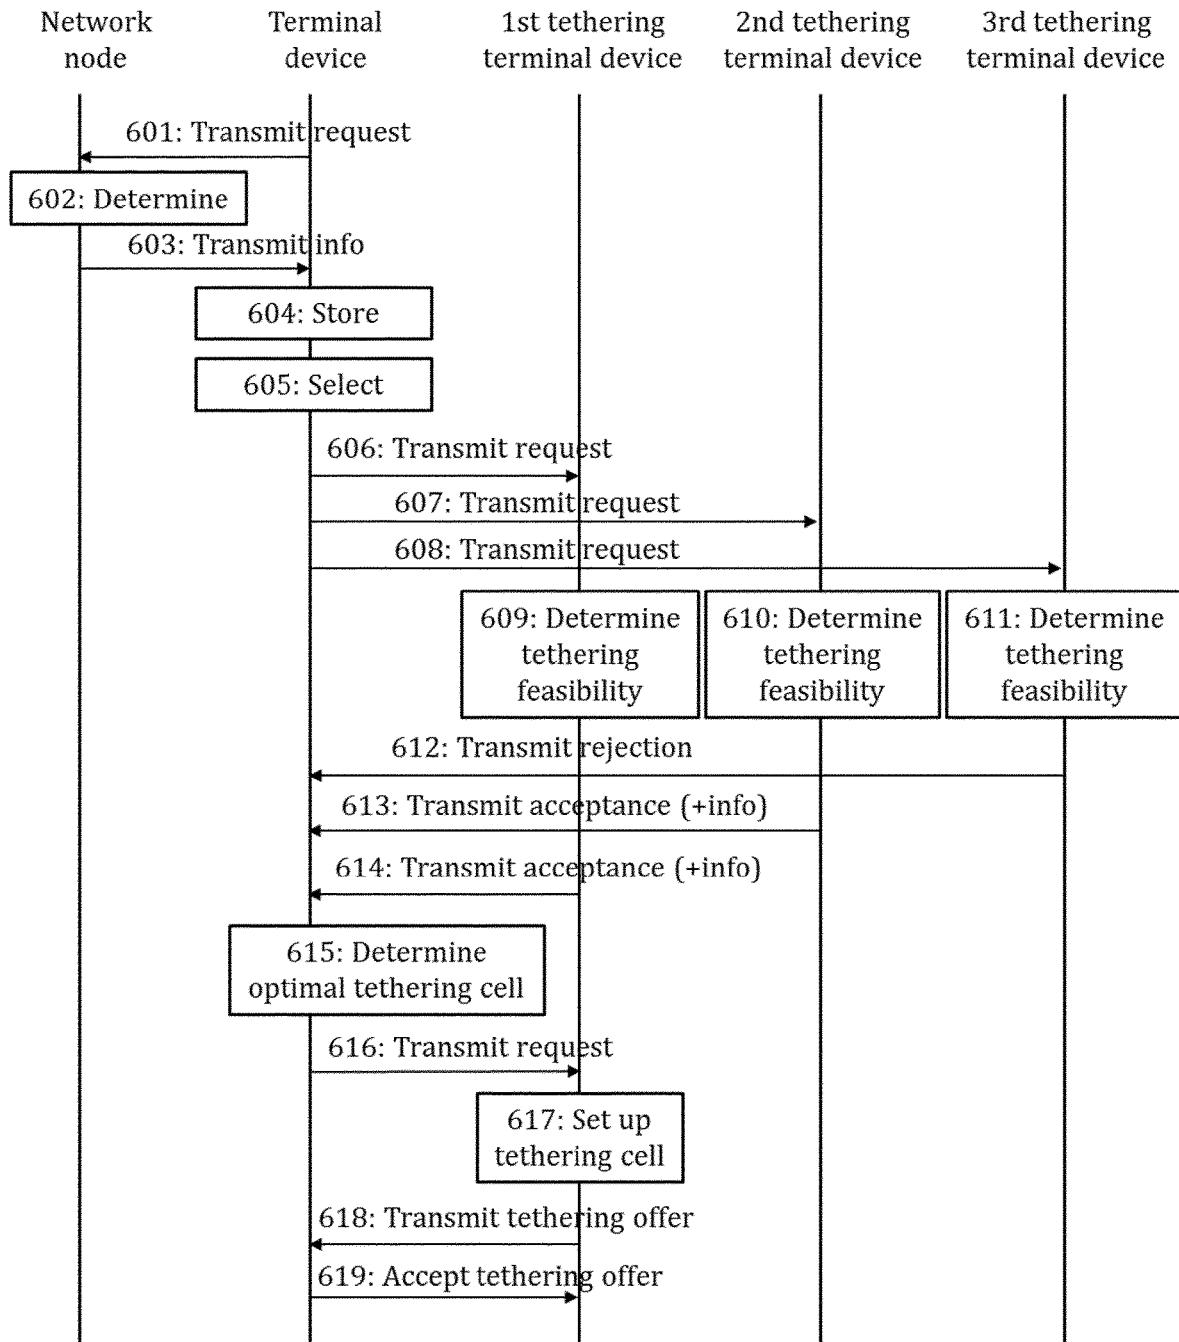 Network
node
Terminal
device
1st tethering
terminal device
2nd tethering
terminal device
3rd tethering
terminal device
601: Transmit request
602: Determine
603: Transmit info
604: Store
605: Select
606: Transmit request
607: Transmit request
608: Transmit request
609: Determine
tethering
feasibility
610: Determine
tethering
feasibility
611: Determine
tethering
feasibility
612: Transmit rejection
613: Transmit acceptance (+info)
614: Transmit acceptance (+info)
615: Determine
optimal tethering cell
616: Transmit request
617: Set up
tethering cell
618: Transmit tethering offer
619: Accept tethering offer